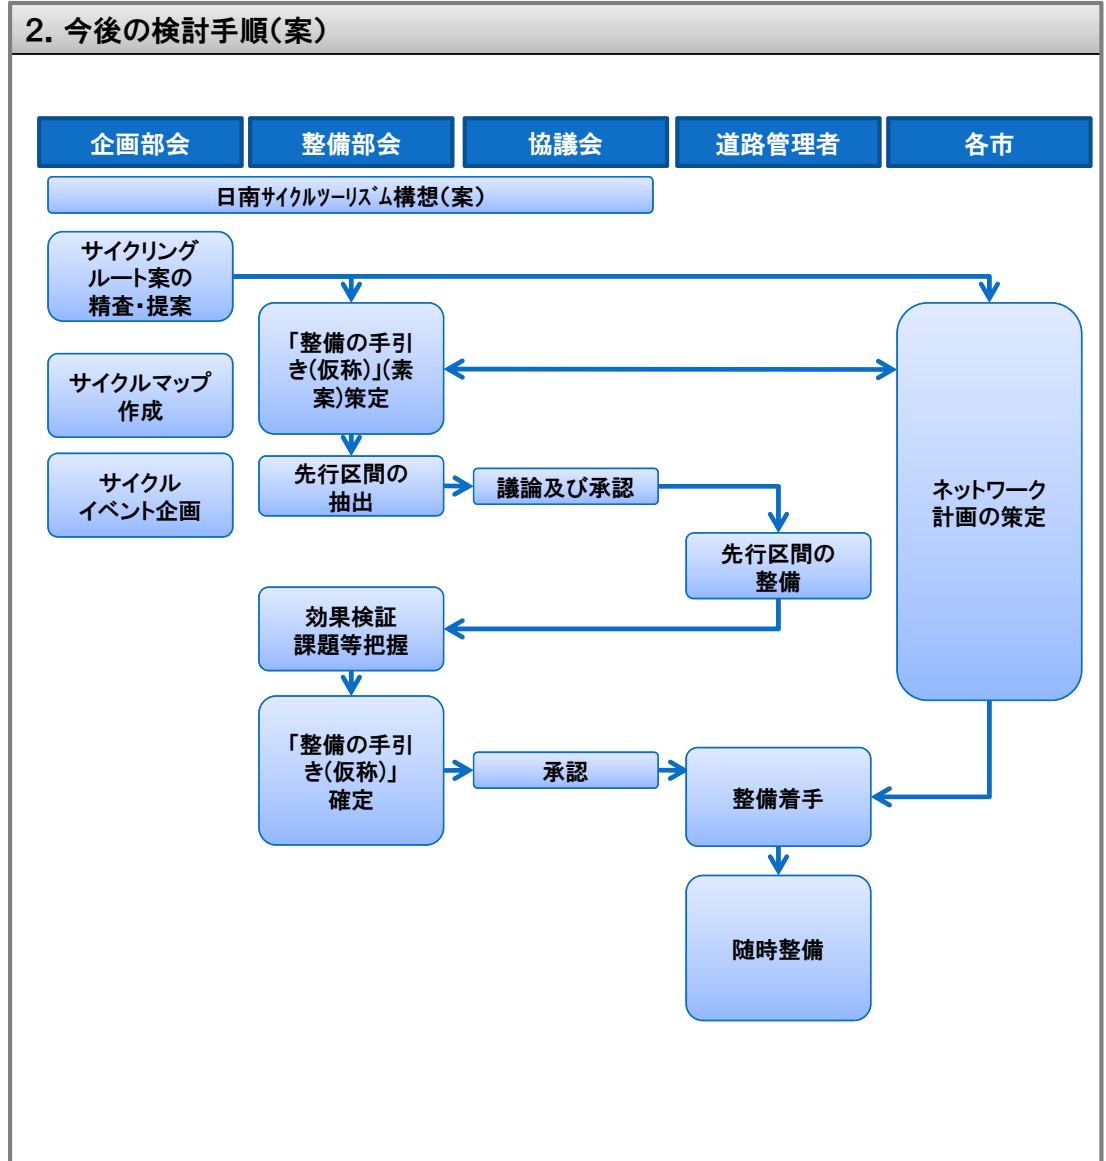 2. 今後の検討手順(案)
企画部会
整備部会
協議会
道路管理者
各市
日南サイクルツーリズム構想(案)
サイクリング
ルート案の
精査・提案
「整備の手引
き(仮称)」(素
案)策定
サイクルマップ
作成
サイクル
イベント企画
先行区間の
抽出
議論及び承認
ネットワーク
計画の策定
先行区間の
整備
効果検証
課題等把握
「整備の手引
き(仮称)」
確定
承認
整備着手
随時整備